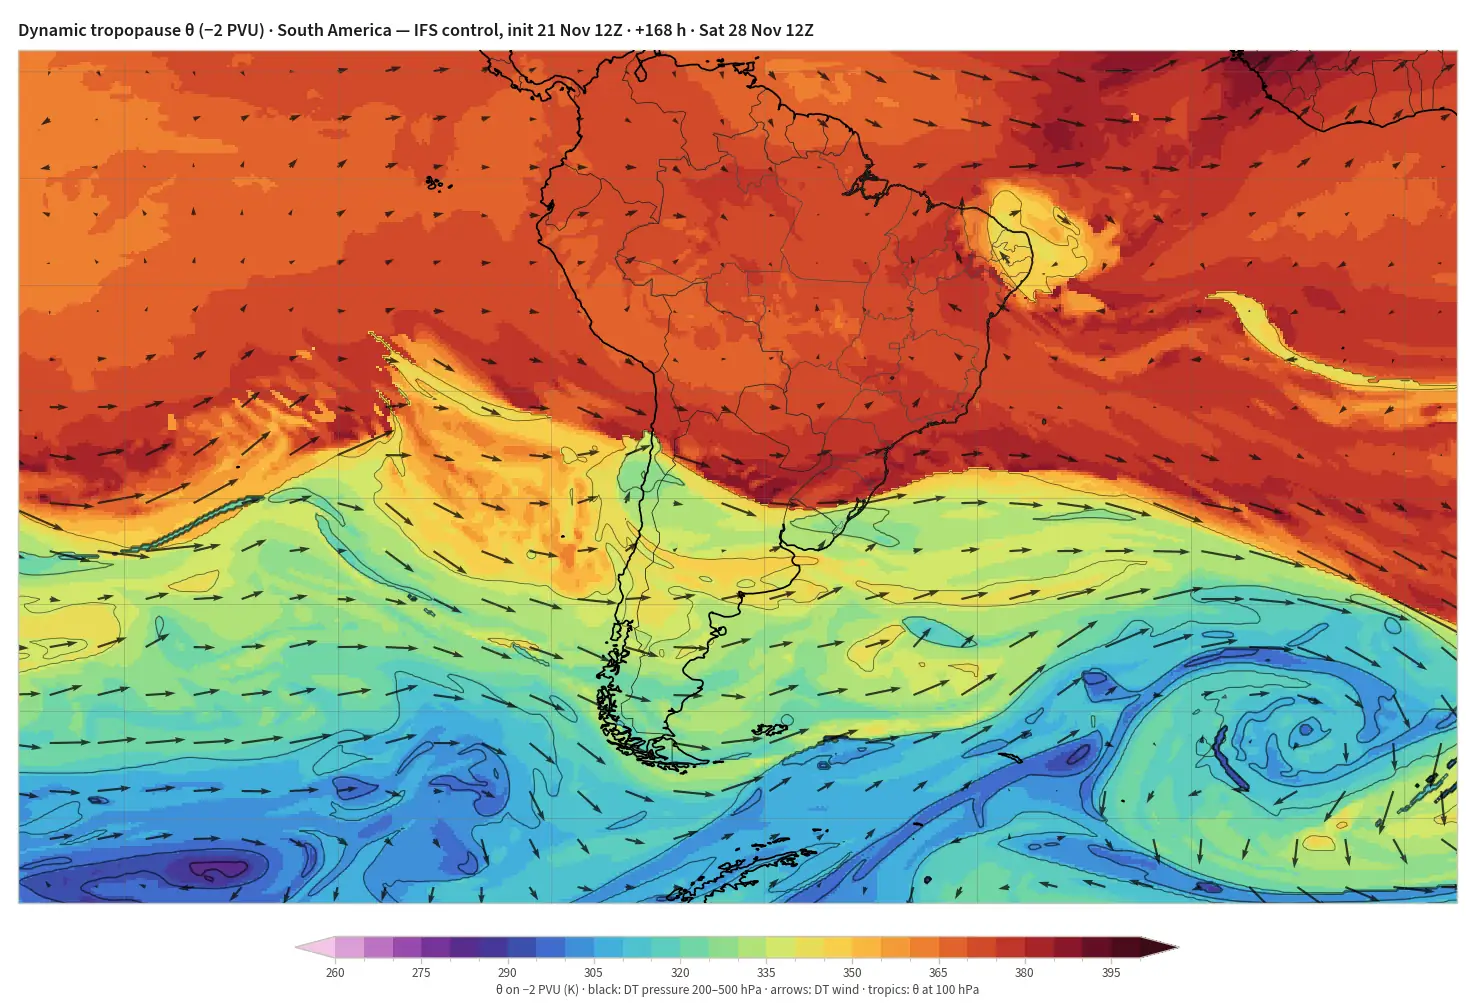 Dynamic tropopause θ (−2 PVU) · South America — IFS control, init 21 Nov 12Z · +168 h · Sat 28 Nov 12Z
260 275 290 305 320 335 350 365 380 395
θ on −2 PVU (K) · black: DT pressure 200–500 hPa · arrows: DT wind · tropics: θ at 100 hPa